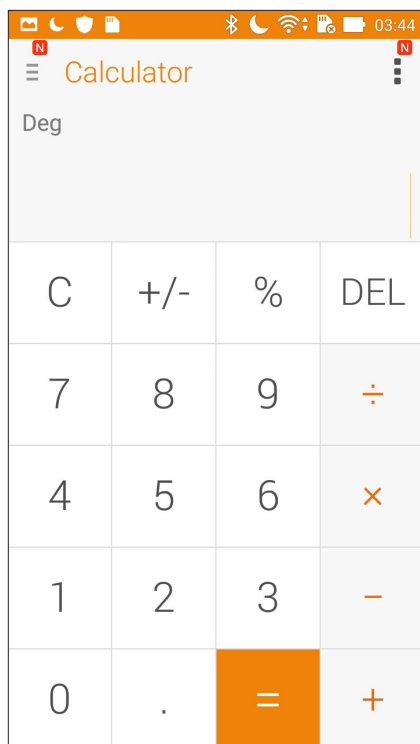 03:44
N N
Calculator
Deg
C +/- % DEL
7 8 9 ÷
4 5 6 ×
1 2 3 −
0 . = +